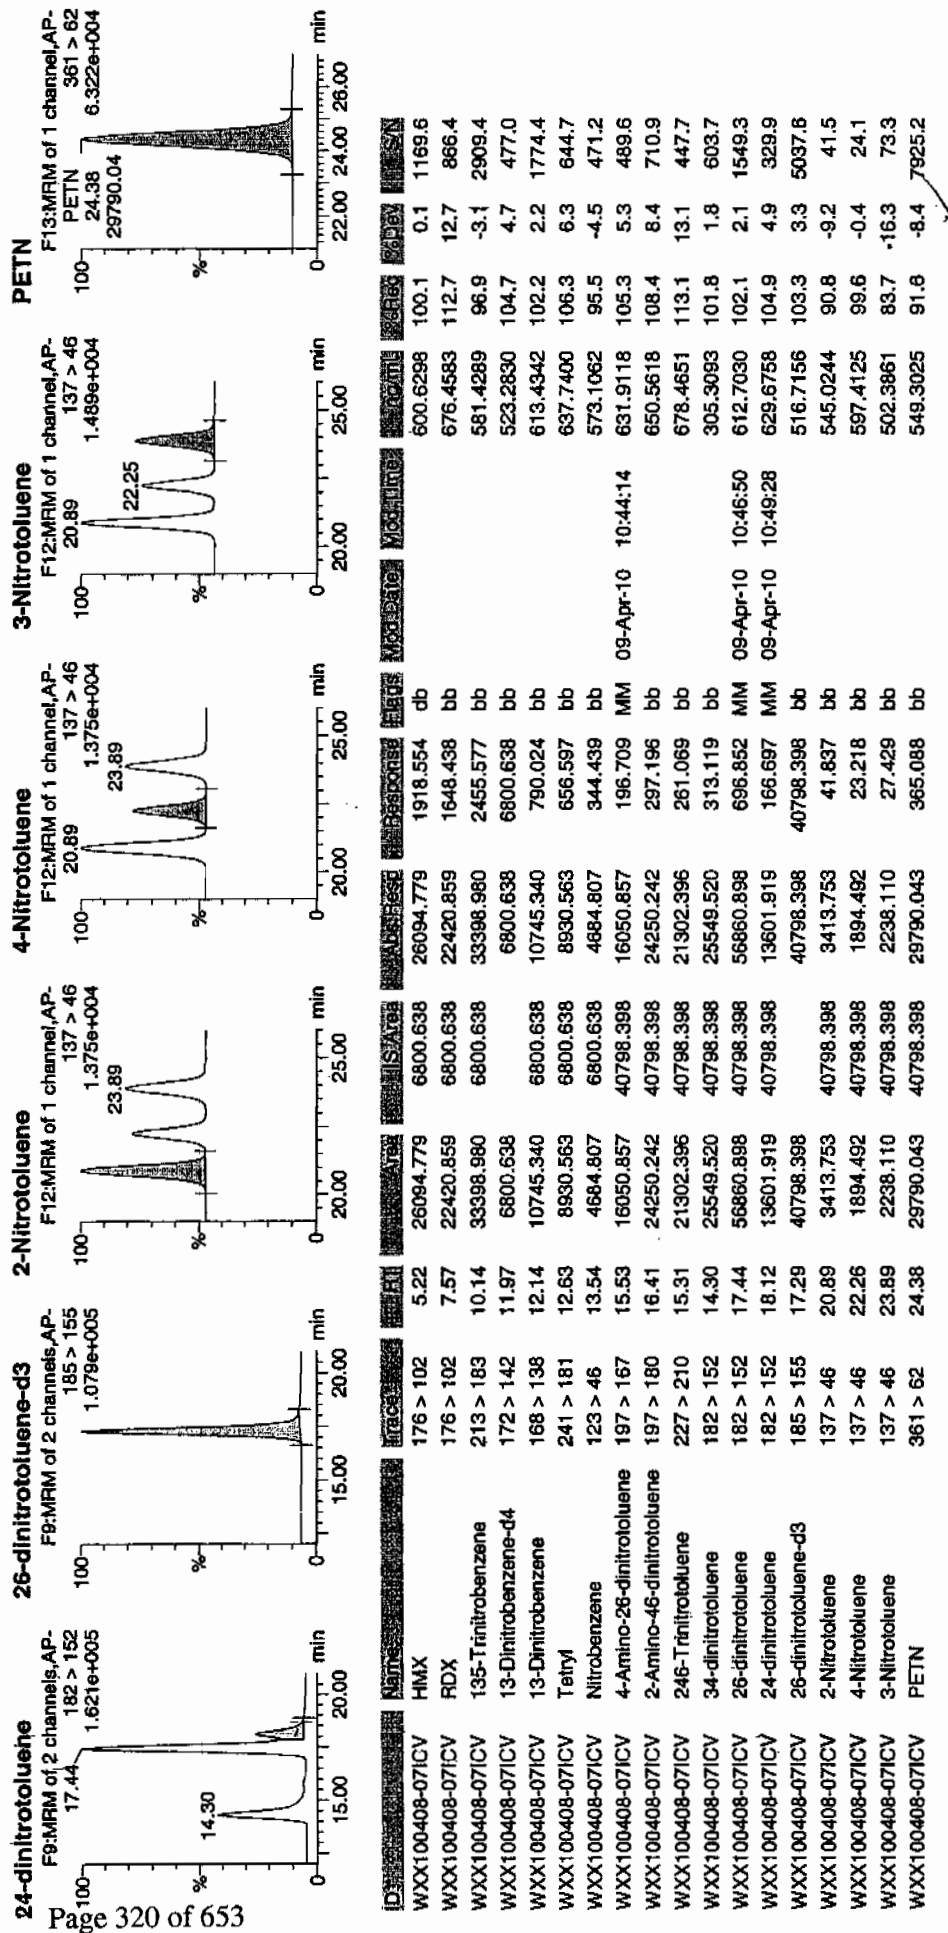 24-dinitrotoluene
F9:MRM of 2 channels,AP-
182 > 152
1.621e+005
100
17.44
14.30
%
0
15.00
20.00
min
26-dinitrotoluene-d3
F9:MRM of 2 channels,AP-
185 > 155
1.079e+005
100
%
0
15.00
20.00
min
2-Nitrotoluene
F12:MRM of 1 channel,AP-
137 > 46
1.375e+004
100
23.89
%
0
20.00
25.00
min
4-Nitrotoluene
F12:MRM of 1 channel,AP-
137 > 46
1.375e+004
100
20.89
23.89
%
0
20.00
25.00
min
3-Nitrotoluene
F12:MRM of 1 channel,AP-
137 > 46
1.489e+004
100
20.89
22.25
%
0
20.00
25.00
min
PETN
F13:MRM of 1 channel,AP-
361 > 62
6.322e+004
100
PETN
24.38
29790.04
%
0
22.00
24.00
26.00
min
ID Name Trace RT Area IS Area Abs.Resp Response Flags Mod.Date Mod.Time ng/mL %Rec %Dev S/N
WXX100408-07ICV HMX 176 > 102 5.22 26094.779 6800.638 26094.779 1918.554 db 600.6298 100.1 0.1 1169.6
WXX100408-07ICV RDX 176 > 102 7.57 22420.859 6800.638 22420.859 1648.438 bb 676.4583 112.7 12.7 866.4
WXX100408-07ICV 135-Trinitrobenzene 213 > 183 10.14 33398.980 6800.638 33398.980 2455.577 bb 581.4289 96.9 -3.1 2909.4
WXX100408-07ICV 13-Dinitrobenzene-d4 172 > 142 11.97 6800.638 6800.638 6800.638 bb 523.2830 104.7 4.7 477.0
WXX100408-07ICV 13-Dinitrobenzene 168 > 138 12.14 10745.340 6800.638 10745.340 790.024 bb 613.4342 102.2 2.2 1774.4
WXX100408-07ICV Tetryl 241 > 181 12.63 8930.563 6800.638 8930.563 656.597 bb 637.7400 106.3 6.3 644.7
WXX100408-07ICV Nitrobenzene 123 > 46 13.54 4684.807 6800.638 4684.807 344.439 bb 573.1062 95.5 -4.5 471.2
WXX100408-07ICV 4-Amino-26-dinitrotoluene 197 > 167 15.53 16050.857 40798.398 16050.857 196.709 MM 09-Apr-10 10:44:14 631.9118 105.3 5.3 489.6
WXX100408-07ICV 2-Amino-46-dinitrotoluene 197 > 180 16.41 24250.242 40798.398 24250.242 297.196 bb 650.5618 108.4 8.4 710.9
WXX100408-07ICV 246-Trinitrotoluene 227 > 210 15.31 21302.396 40798.398 21302.396 261.069 bb 678.4651 113.1 13.1 447.7
WXX100408-07ICV 34-dinitrotoluene 182 > 152 14.30 25549.520 40798.398 25549.520 313.119 bb 305.3093 101.8 1.8 603.7
WXX100408-07ICV 26-dinitrotoluene 182 > 152 17.44 56860.898 40798.398 56860.898 696.852 MM 09-Apr-10 10:46:50 612.7030 102.1 2.1 1549.3
WXX100408-07ICV 24-dinitrotoluene 182 > 152 18.12 13601.919 40798.398 13601.919 166.697 MM 09-Apr-10 10:49:28 629.6758 104.9 4.9 329.9
WXX100408-07ICV 26-dinitrotoluene-d3 185 > 155 17.29 40798.398 40798.398 40798.398 bb 516.7156 103.3 3.3 5037.8
WXX100408-07ICV 2-Nitrotoluene 137 > 46 20.89 3413.753 40798.398 3413.753 41.837 bb 545.0244 90.8 -9.2 41.5
WXX100408-07ICV 4-Nitrotoluene 137 > 46 22.26 1894.492 40798.398 1894.492 23.218 bb 597.4125 99.6 -0.4 24.1
WXX100408-07ICV 3-Nitrotoluene 137 > 46 23.89 2238.110 40798.398 2238.110 27.429 bb 502.3861 83.7 -16.3 73.3
WXX100408-07ICV PETN 361 > 62 24.38 29790.043 40798.398 29790.043 365.088 bb 549.3025 91.6 -8.4 7925.2
Page 320 of 653